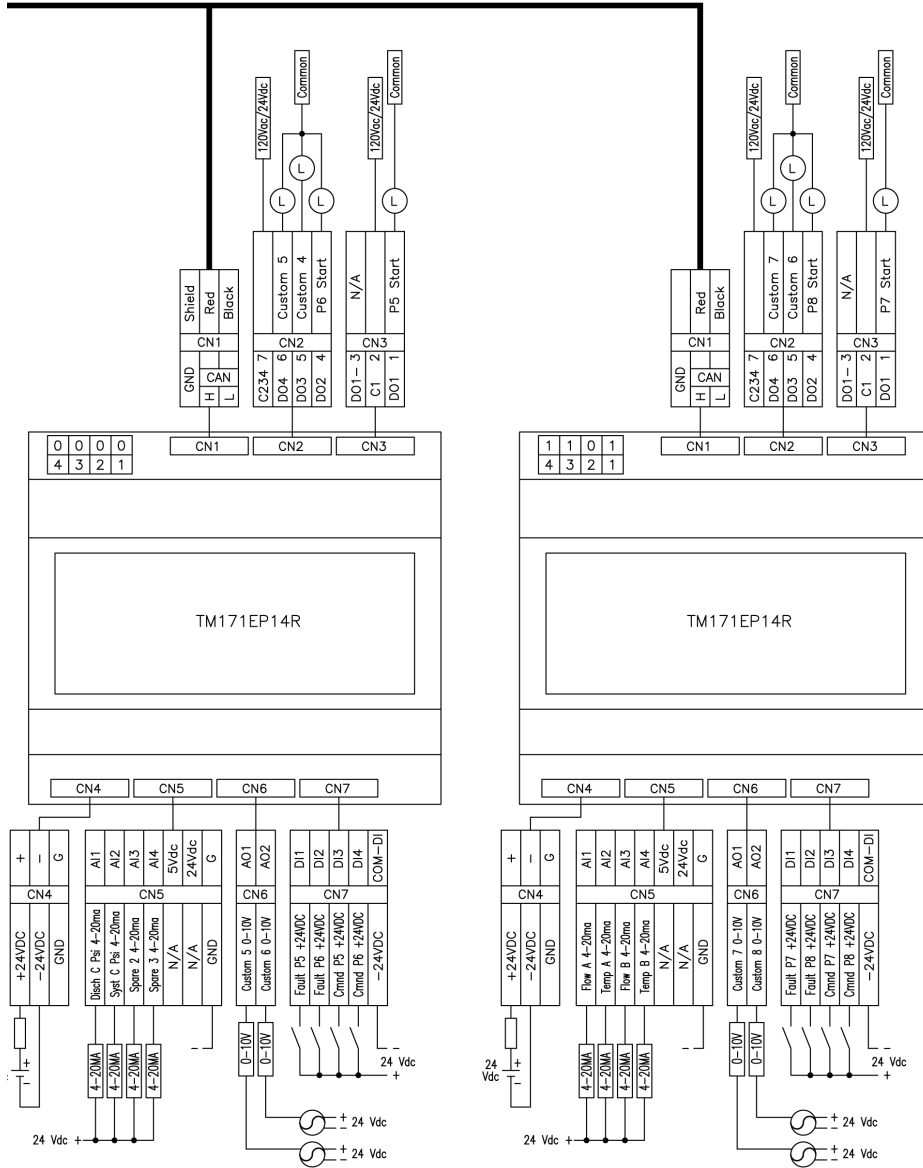 120Vac/24Vdc
Common
120Vac/24Vdc
Common
L
L
L
L
Shield
Red
Black
CN1
GND
CAN
H
L
Custom 5
Custom 4
P6 Start
CN2
C234 7
DO4 6
DO3 5
DO2 4
N/A
P5 Start
CN3
DO1- 3
C1 2
DO1 1
0 0 0 0
4 3 2 1
CN1
CN2
CN3
TM171EP14R
CN4
CN5
CN6
CN7
+
−
G
CN4
+24VDC
−24VDC
GND
AI1
AI2
AI3
AI4
5Vdc
24Vdc
G
CN5
Disch C Psi 4−20ma
Syst C Psi 4−20ma
Spare 2 4−20ma
Spare 3 4−20ma
N/A
N/A
GND
AO1
AO2
CN6
Custom 5 0−10V
Custom 6 0−10V
DI1
DI2
DI3
DI4
COM−DI
CN7
Fault P5 +24VDC
Fault P6 +24VDC
Cmnd P5 +24VDC
Cmnd P6 +24VDC
−24VDC
+
−
4−20MA
4−20MA
4−20MA
4−20MA
24 Vdc +
0−10V
0−10V
−
24 Vdc
+
+
− 24 Vdc
+
− 24 Vdc
120Vac/24Vdc
Common
120Vac/24Vdc
Common
L
L
L
L
Red
Black
CN1
GND
CAN
H
L
Custom 7
Custom 6
P8 Start
CN2
C234 7
DO4 6
DO3 5
DO2 4
N/A
P7 Start
CN3
DO1- 3
C1 2
DO1 1
1 1 0 1
4 3 2 1
CN1
CN2
CN3
TM171EP14R
CN4
CN5
CN6
CN7
+
−
G
CN4
+24VDC
−24VDC
GND
AI1
AI2
AI3
AI4
5Vdc
24Vdc
G
CN5
Flow A 4−20ma
Temp A 4−20ma
Flow B 4−20ma
Temp B 4−20ma
N/A
N/A
GND
AO1
AO2
CN6
Custom 7 0−10V
Custom 8 0−10V
DI1
DI2
DI3
DI4
COM−DI
CN7
Fault P7 +24VDC
Fault P8 +24VDC
Cmnd P7 +24VDC
Cmnd P8 +24VDC
−24VDC
24
Vdc
+
−
4−20MA
4−20MA
4−20MA
4−20MA
24 Vdc +
0−10V
0−10V
−
24 Vdc
+
+
− 24 Vdc
+
− 24 Vdc